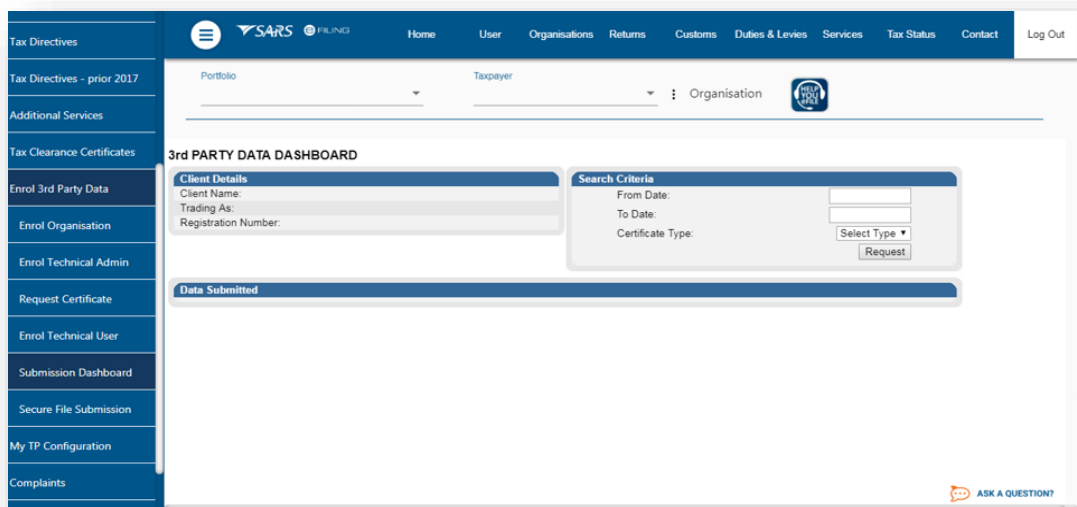 SARS eFILING
Home User Organisations Returns Customs Duties & Levies Services Tax Status Contact Log Out
Tax Directives
Tax Directives - prior 2017
Additional Services
Tax Clearance Certificates
Enrol 3rd Party Data
Enrol Organisation
Enrol Technical Admin
Request Certificate
Enrol Technical User
Submission Dashboard
Secure File Submission
My TP Configuration
Complaints
Portfolio
Taxpayer
Organisation
HELP
YOU
eFILE
3rd PARTY DATA DASHBOARD
Client Details
Client Name:
Trading As:
Registration Number:
Search Criteria
From Date:
To Date:
Certificate Type: Select Type
Request
Data Submitted
ASK A QUESTION?